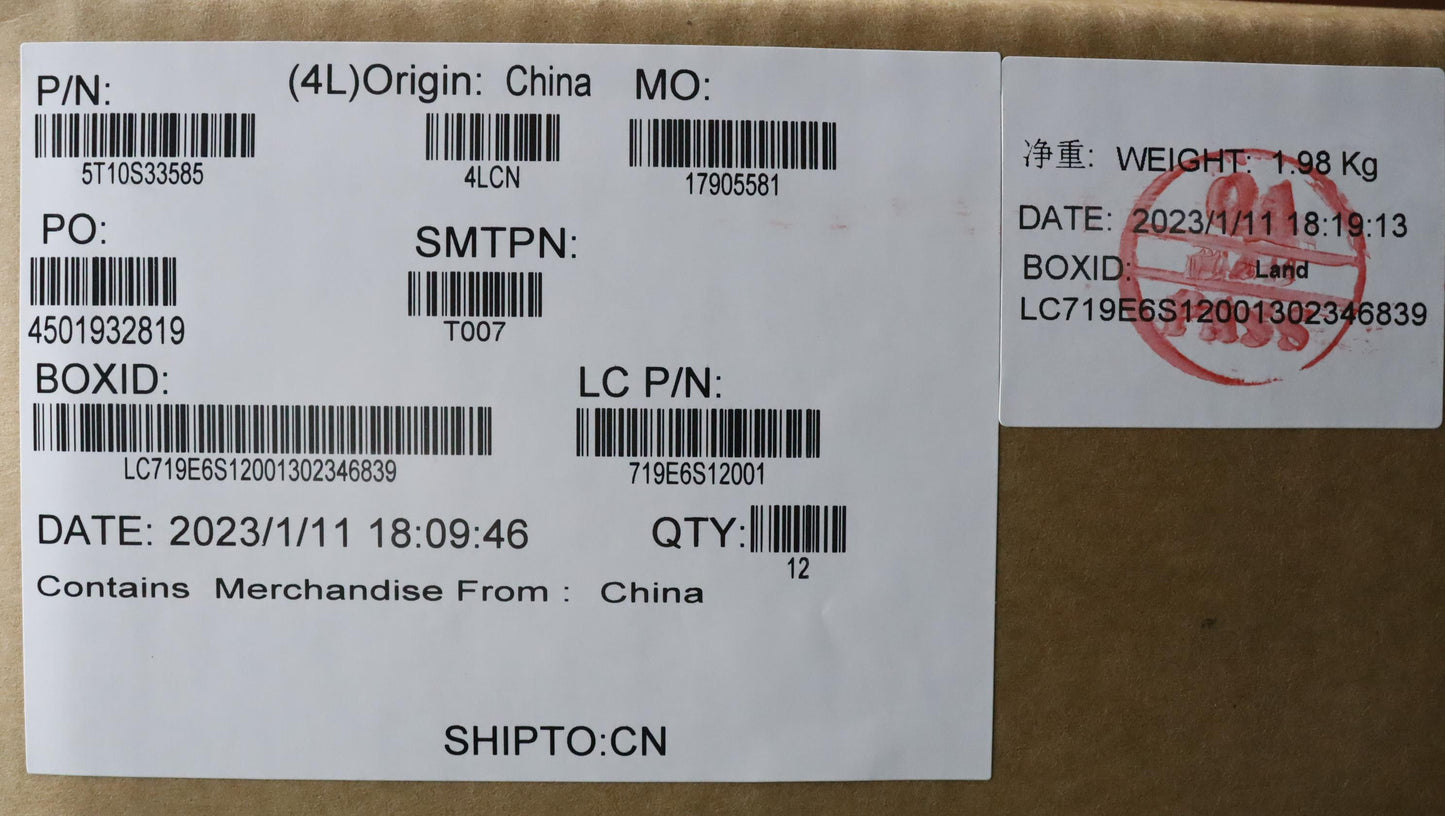 P/N: (4L)Origin: China MO:
5T10S33585 4LCN 17905581
PO: SMTPN:
4501932819 T007
BOXID: LC P/N:
LC719E6S12001302346839 719E6S12001
DATE: 2023/1/11 18:09:46 QTY:
12
Contains Merchandise From : China
SHIPTO:CN
净重: WEIGHT: 1.98 Kg
DATE: 2023/1/11 18:19:13
BOXID: Land
LC719E6S12001302346839
QA
PASS